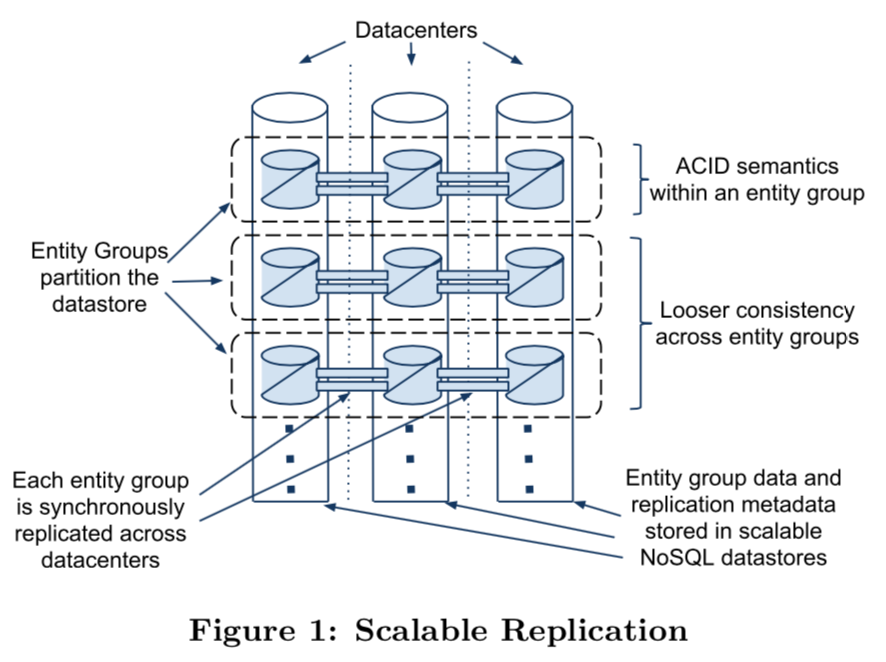 Datacenters
ACID semantics
within an entity group
Entity Groups
partition the
datastore
Looser consistency
across entity groups
Each entity group
is synchronously
replicated across
datacenters
Entity group data and
replication metadata
stored in scalable
NoSQL datastores
Figure 1: Scalable Replication